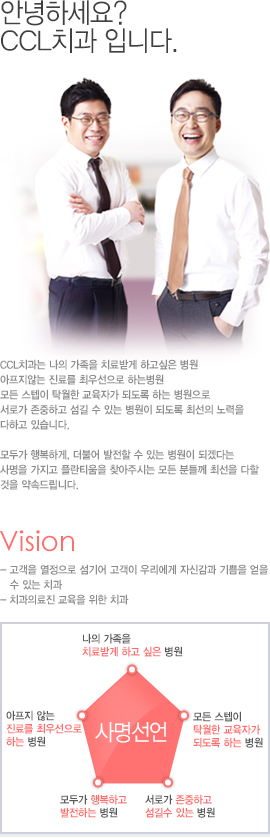 안녕하세요?
CCL치과 입니다.
CCL치과는 나의 가족을 치료받게 하고싶은 병원
아프지않는 진료를 최우선으로 하는병원
모든 스텝이 탁월한 교육자가 되도록 하는 병원으로
서로가 존중하고 섬길 수 있는 병원이 되도록 최선의 노력을
다하고 있습니다.
모두가 행복하게, 더불어 발전할 수 있는 병원이 되겠다는
사명을 가지고 플란티움을 찾아주시는 모든 분들께 최선을 다할
것을 약속드립니다.
Vision
– 고객을 열정으로 섬기어 고객이 우리에게 자신감과 기쁨을 얻을
수 있는 치과
– 치과의료진 교육을 위한 치과
나의 가족을
치료받게 하고 싶은 병원
아프지 않는
진료를 최우선으로
하는 병원
사명선언
모든 스텝이
탁월한 교육자가
되도록 하는 병원
모두가 행복하고
발전하는 병원
서로가 존중하고
섬길수 있는 병원